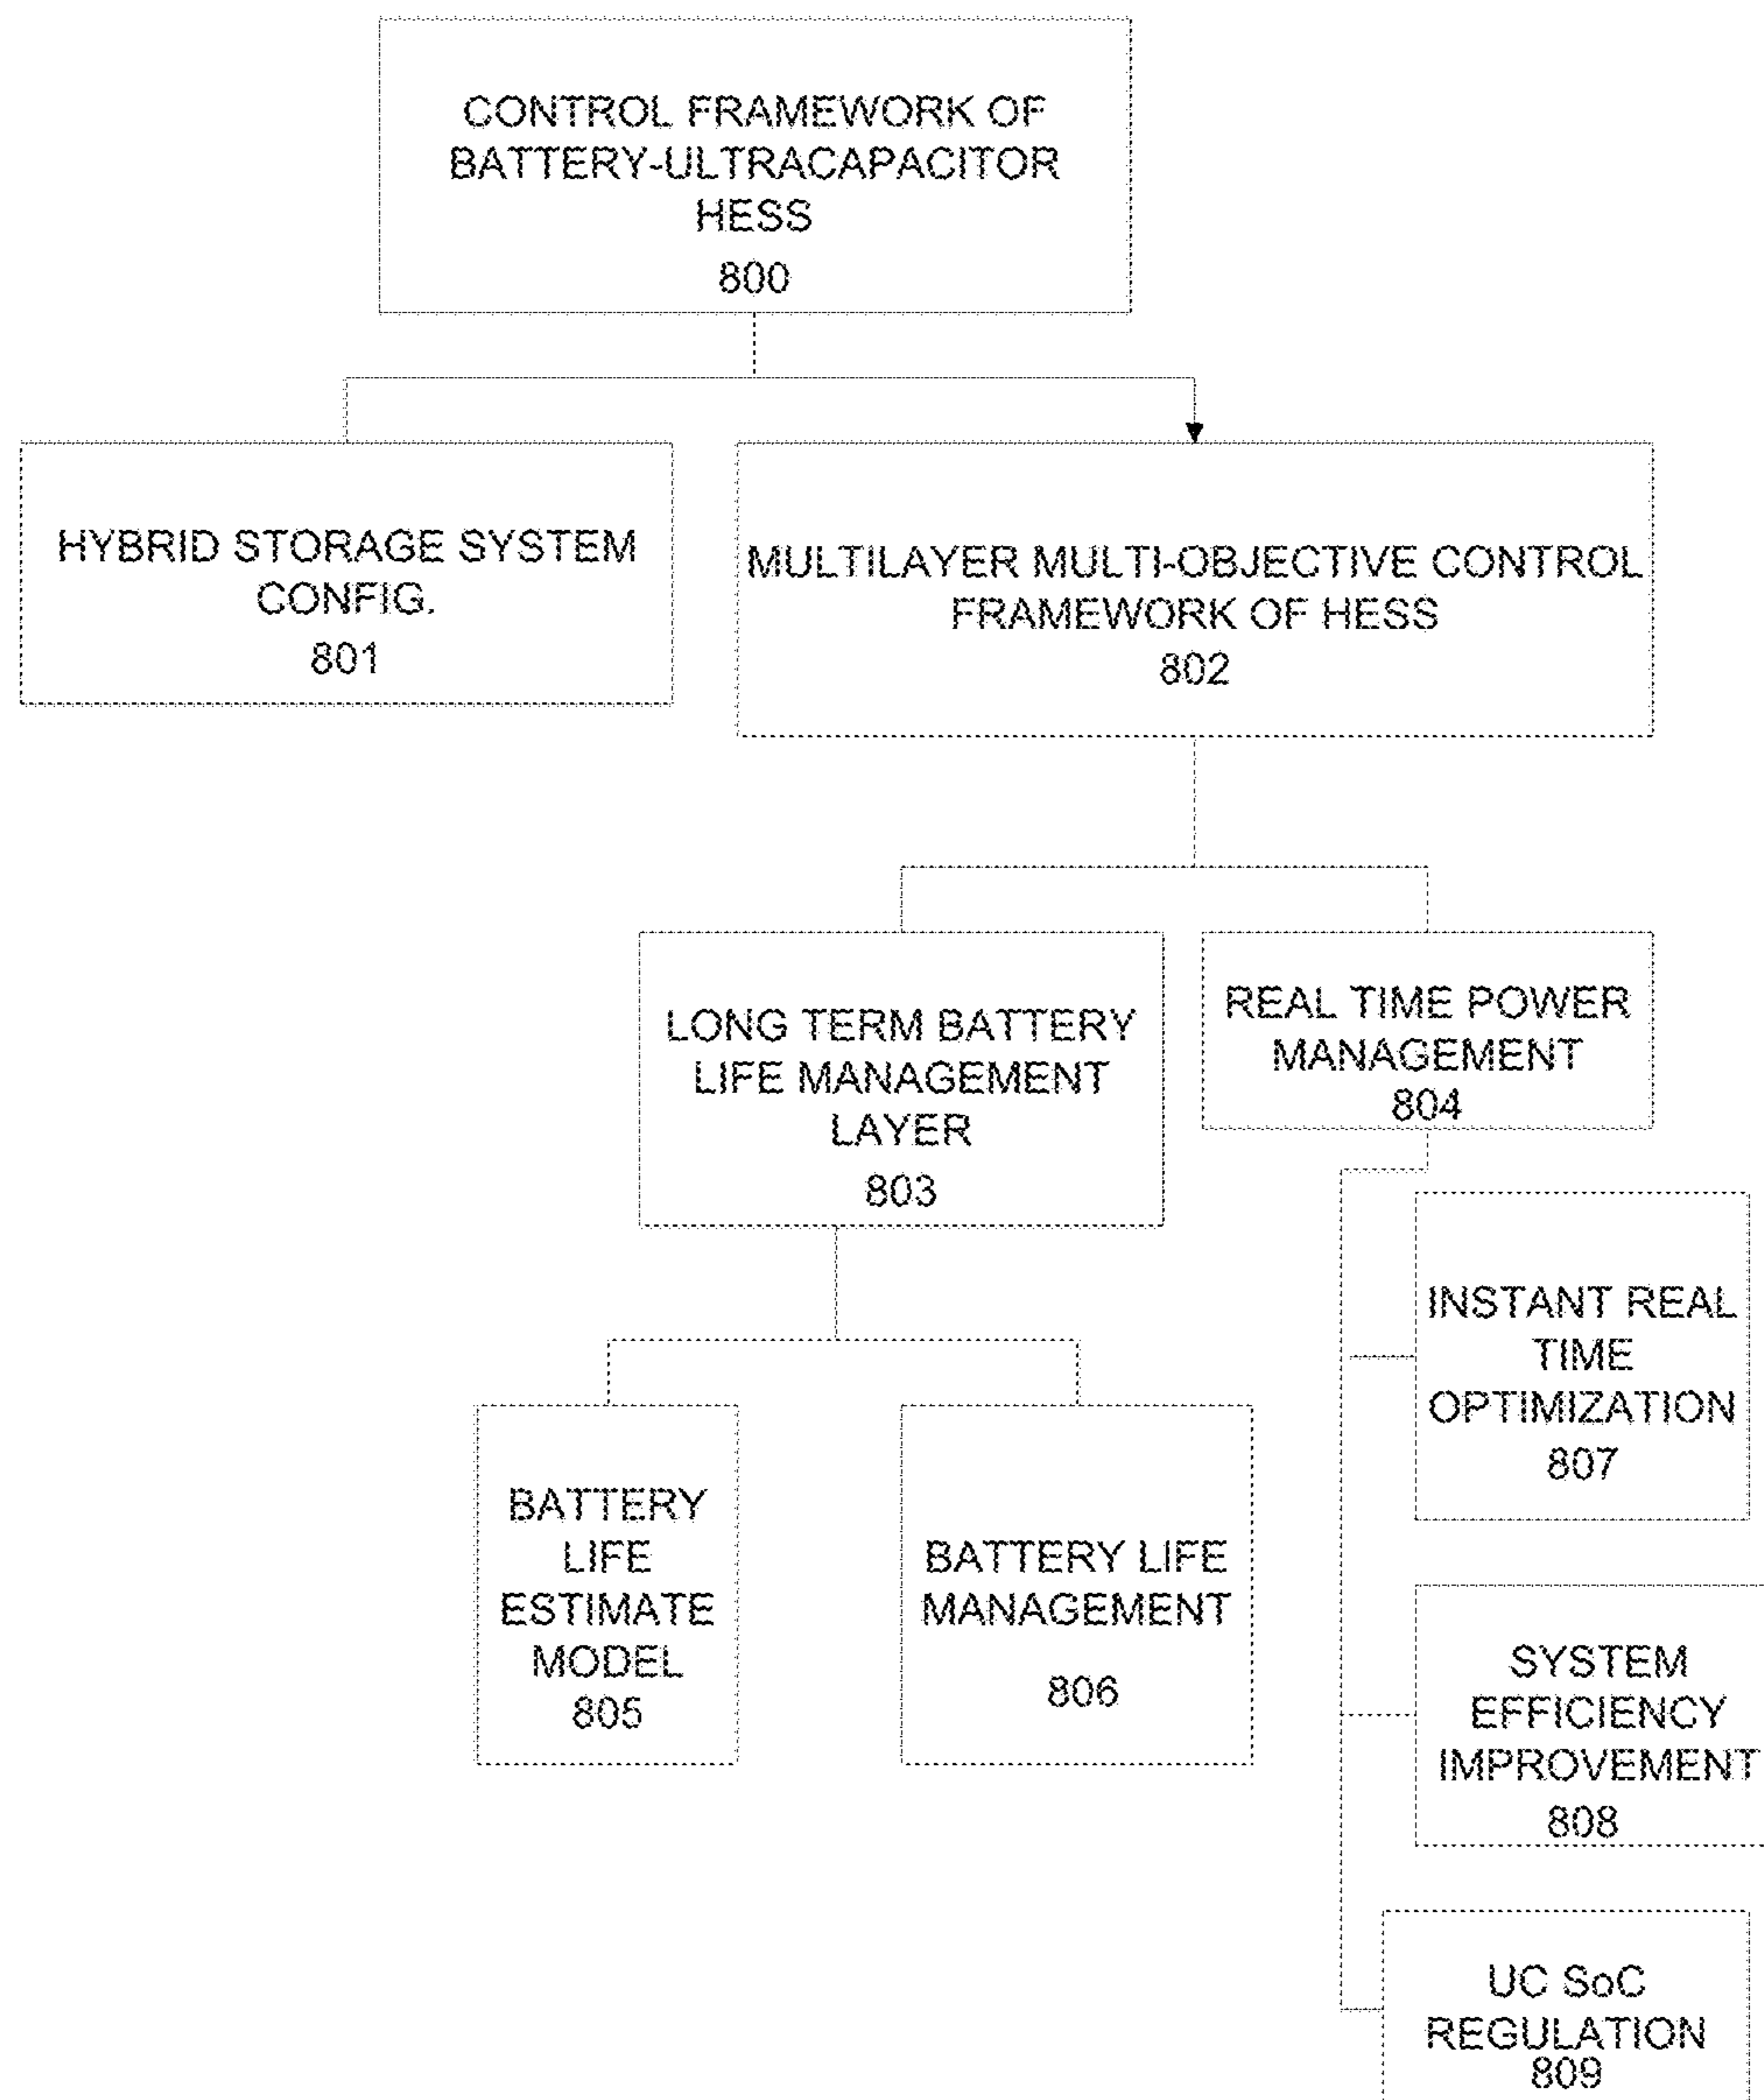 CONTROL FRAMEWORK OF
BATTERY-ULTRACAPACITOR
HESS
800
HYBRID STORAGE SYSTEM
CONFIG.
801
MULTILAYER MULTI-OBJECTIVE CONTROL
FRAMEWORK OF HESS
802
LONG TERM BATTERY
LIFE MANAGEMENT
LAYER
803
REAL TIME POWER
MANAGEMENT
804
BATTERY
LIFE
ESTIMATE
MODEL
805
BATTERY LIFE
MANAGEMENT
806
INSTANT REAL
TIME
OPTIMIZATION
807
SYSTEM
EFFICIENCY
IMPROVEMENT
808
UC SoC
REGULATION
809